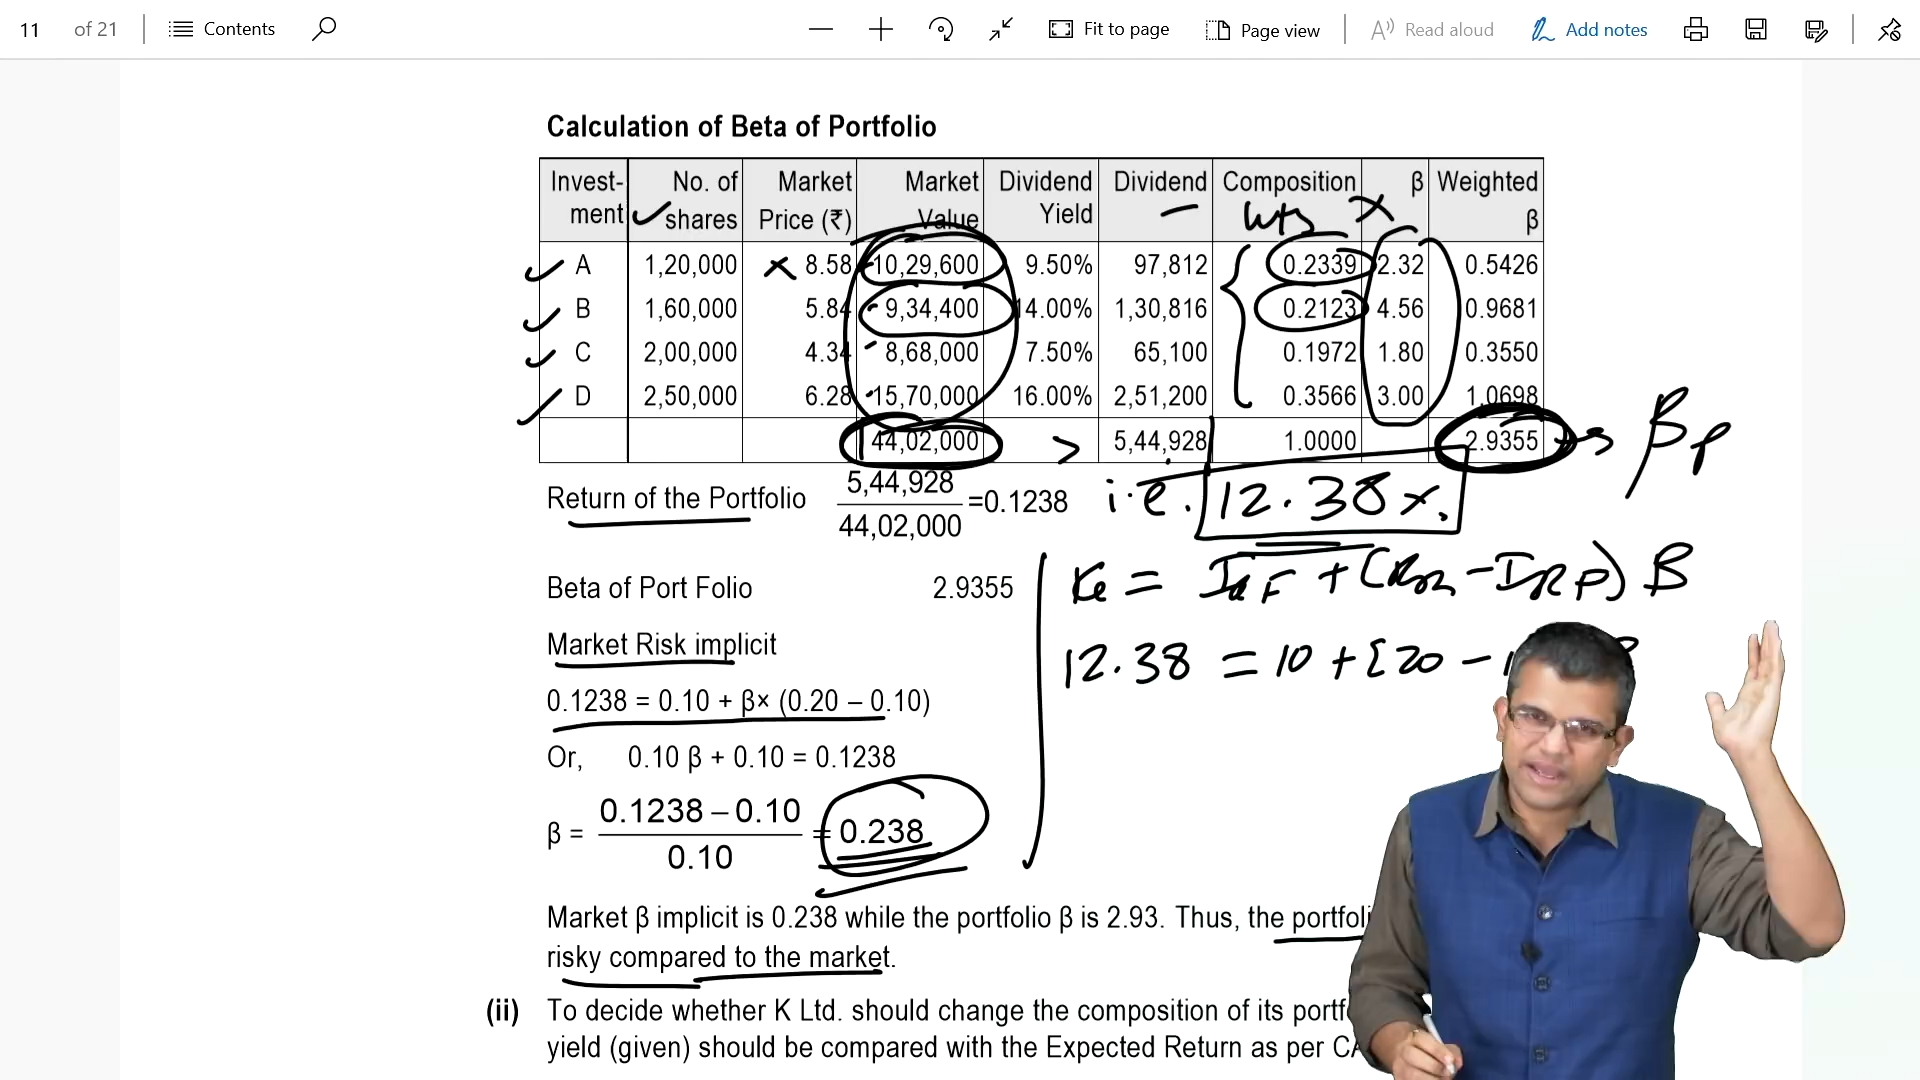 11 of 21 Contents Fit to page Page view Read aloud Add notes
Calculation of Beta of Portfolio
Invest-ment No. of shares Market Price (₹) Market Value Dividend Yield Dividend Composition β Weighted β
wts ×
A 1,20,000 × 8.58 10,29,600 9.50% 97,812 0.2339 2.32 0.5426
B 1,60,000 5.84 9,34,400 14.00% 1,30,816 0.2123 4.56 0.9681
C 2,00,000 4.34 8,68,000 7.50% 65,100 0.1972 1.80 0.3550
D 2,50,000 6.28 15,70,000 16.00% 2,51,200 0.3566 3.00 1.0698
44,02,000 > 5,44,928 1.0000 2.9355 → βp
Return of the Portfolio 5,44,928 / 44,02,000 =0.1238 i.e. 12.38%.
Beta of Port Folio 2.9355
Ke = IRF + (Rm - IRF) B
Market Risk implicit
12.38 = 10 + [20 -
0.1238 = 0.10 + β× (0.20 – 0.10)
Or, 0.10 β + 0.10 = 0.1238
β = 0.1238 – 0.10 / 0.10 = 0.238
Market β implicit is 0.238 while the portfolio β is 2.93. Thus, the
risky compared to the market.
(ii) To decide whether K Ltd. should change the composition of its
yield (given) should be compared with the Expected Return as per